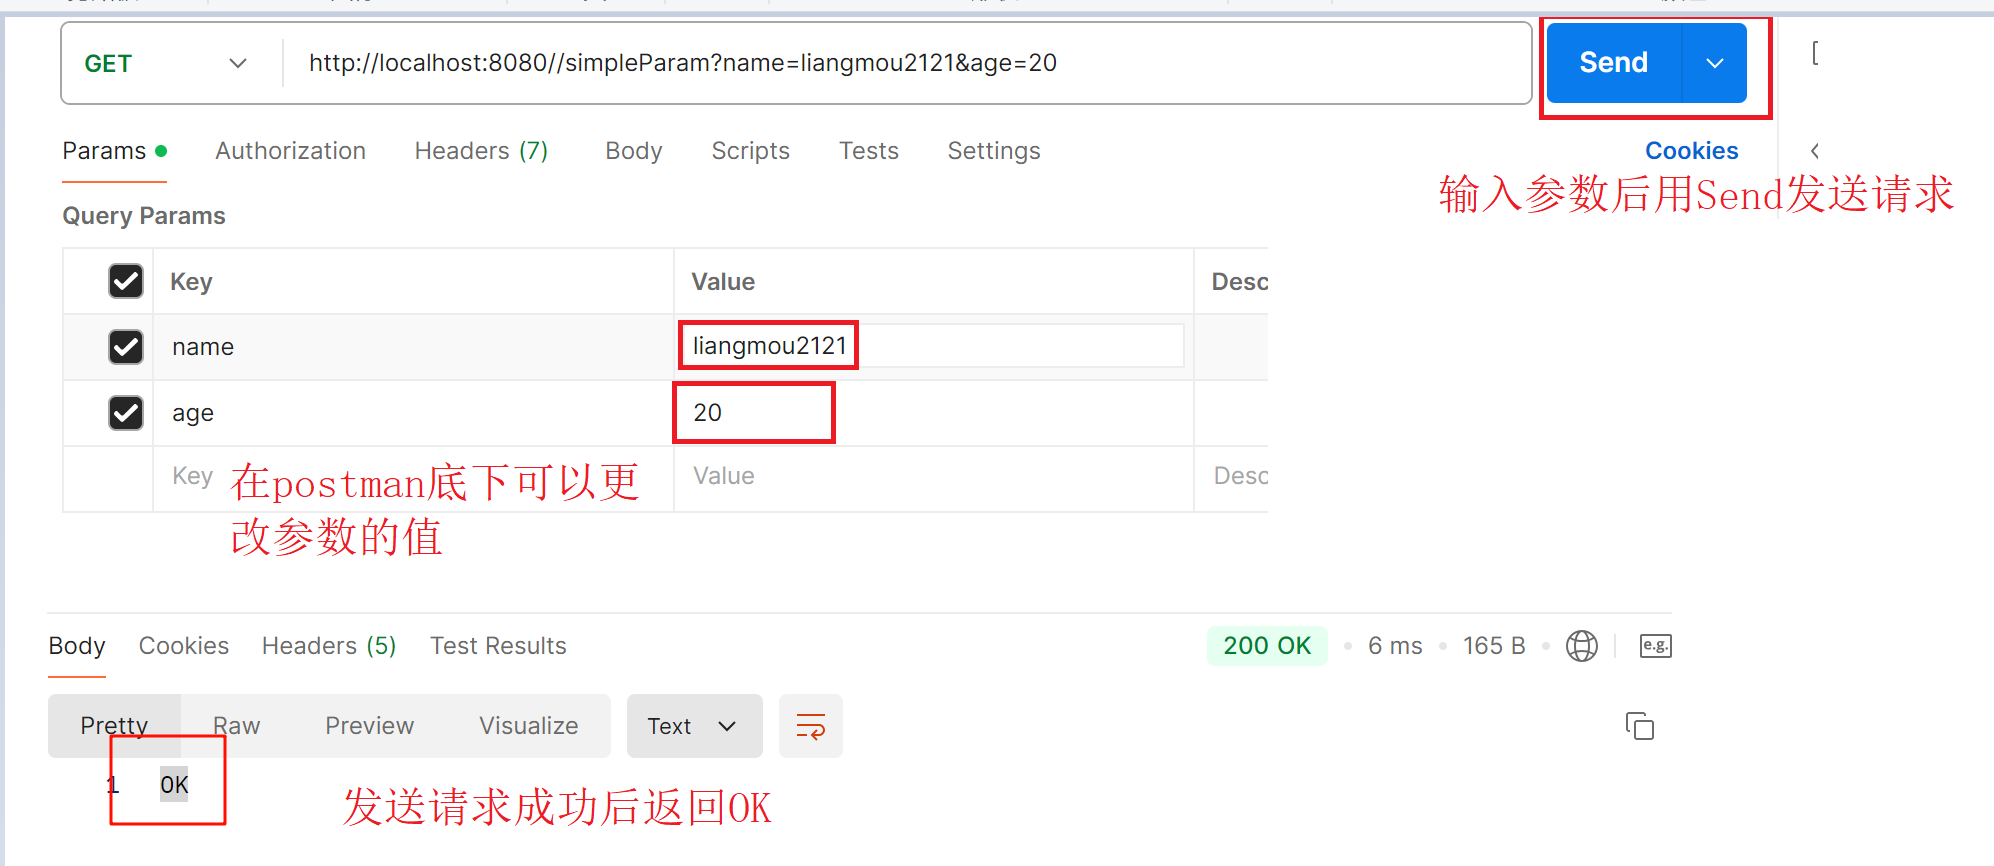 GET http://localhost:8080//simpleParam?name=liangmou2121&age=20 Send
Params Authorization Headers (7) Body Scripts Tests Settings Cookies
输入参数后用Send发送请求
Query Params
Key Value Desc
name liangmou2121
age 20
Key Value Desc
在postman底下可以更
改参数的值
Body Cookies Headers (5) Test Results 200 OK 6 ms 165 B e.g.
Pretty Raw Preview Visualize Text
1 OK
发送请求成功后返回OK